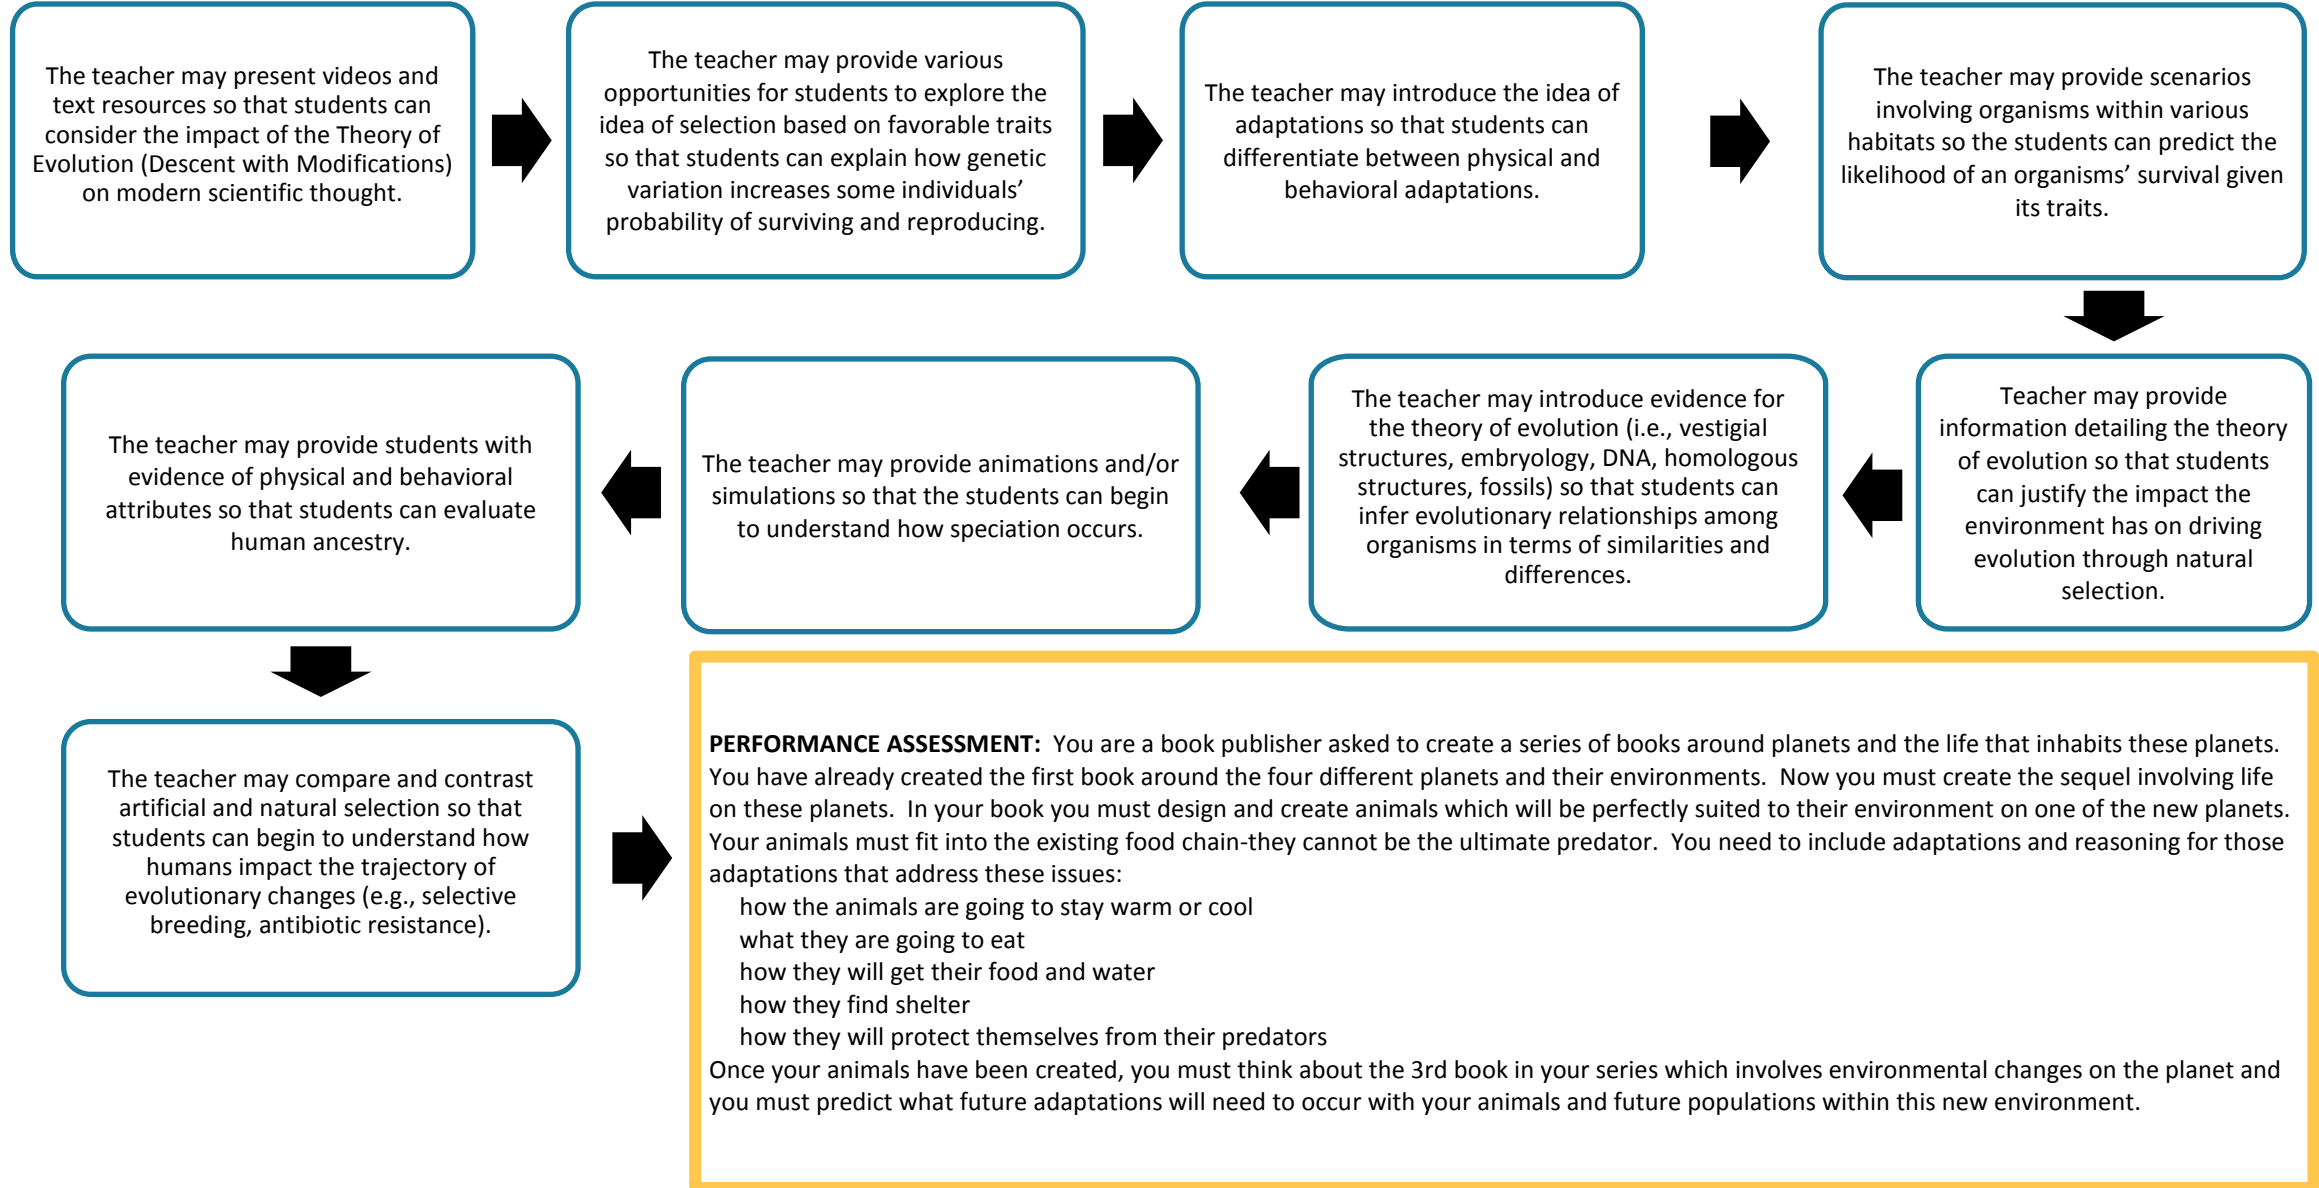 The teacher may present videos and
text resources so that students can
consider the impact of the Theory of
Evolution (Descent with Modifications)
on modern scientific thought.
The teacher may provide various
opportunities for students to explore the
idea of selection based on favorable traits
so that students can explain how genetic
variation increases some individuals’
probability of surviving and reproducing.
The teacher may introduce the idea of
adaptations so that students can
differentiate between physical and
behavioral adaptations.
The teacher may provide scenarios
involving organisms within various
habitats so the students can predict the
likelihood of an organisms’ survival given
its traits.
Teacher may provide
information detailing the theory
of evolution so that students
can justify the impact the
environment has on driving
evolution through natural
selection.
The teacher may introduce evidence for
the theory of evolution (i.e., vestigial
structures, embryology, DNA, homologous
structures, fossils) so that students can
infer evolutionary relationships among
organisms in terms of similarities and
differences.
The teacher may provide animations and/or
simulations so that the students can begin
to understand how speciation occurs.
The teacher may provide students with
evidence of physical and behavioral
attributes so that students can evaluate
human ancestry.
The teacher may compare and contrast
artificial and natural selection so that
students can begin to understand how
humans impact the trajectory of
evolutionary changes (e.g., selective
breeding, antibiotic resistance).
PERFORMANCE ASSESSMENT: You are a book publisher asked to create a series of books around planets and the life that inhabits these planets.
You have already created the first book around the four different planets and their environments. Now you must create the sequel involving life
on these planets. In your book you must design and create animals which will be perfectly suited to their environment on one of the new planets.
Your animals must fit into the existing food chain-they cannot be the ultimate predator. You need to include adaptations and reasoning for those
adaptations that address these issues:
how the animals are going to stay warm or cool
what they are going to eat
how they will get their food and water
how they find shelter
how they will protect themselves from their predators
Once your animals have been created, you must think about the 3rd book in your series which involves environmental changes on the planet and
you must predict what future adaptations will need to occur with your animals and future populations within this new environment.